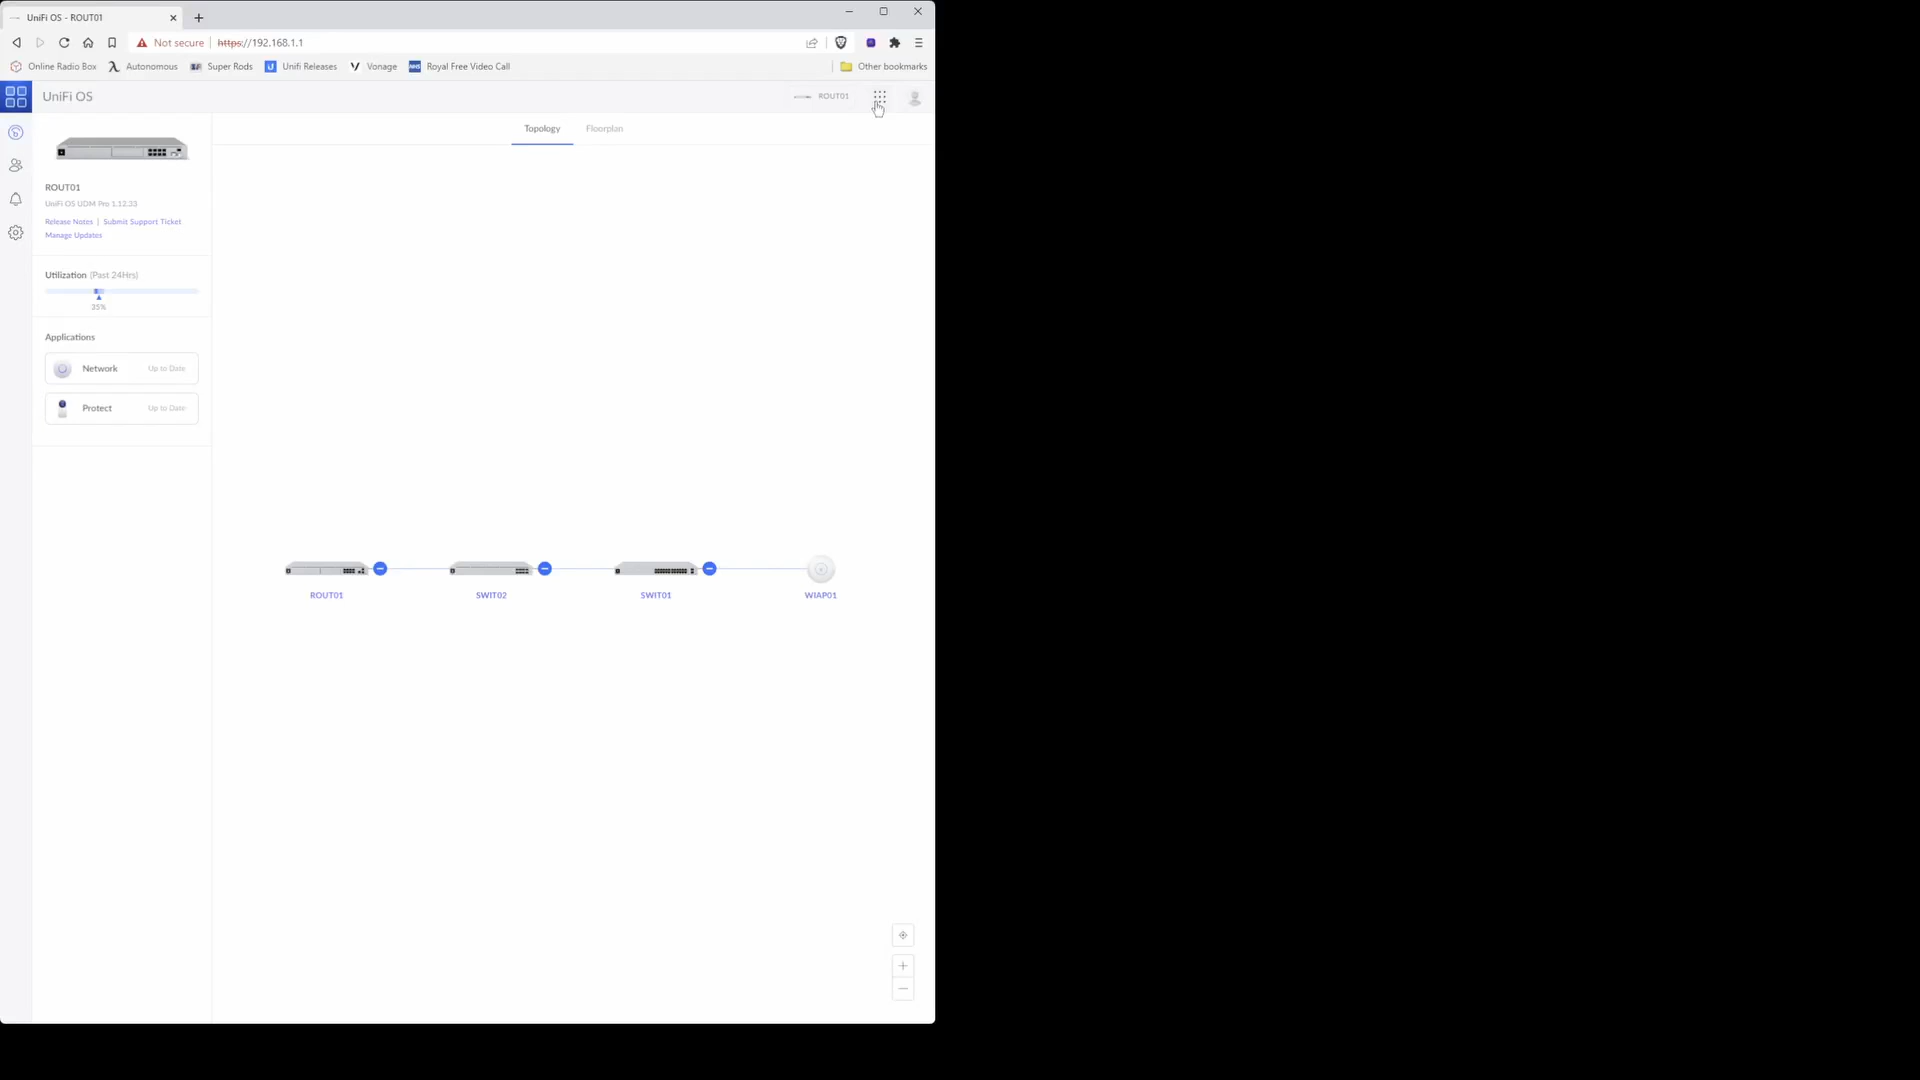 UniFi OS - ROUT01
Not secure
https://192.168.1.1
Online Radio Box
Autonomous
Super Rods
Unifi Releases
Vonage
Royal Free Video Call
Other bookmarks
UniFi OS
ROUT01
Topology
Floorplan
ROUT01
UniFi OS UDM Pro 1.12.33
Release Notes | Submit Support Ticket
Manage Updates
Utilization (Past 24Hrs)
35%
Applications
Network Up to Date
Protect Up to Date
ROUT01
SWIT02
SWIT01
WIAP01